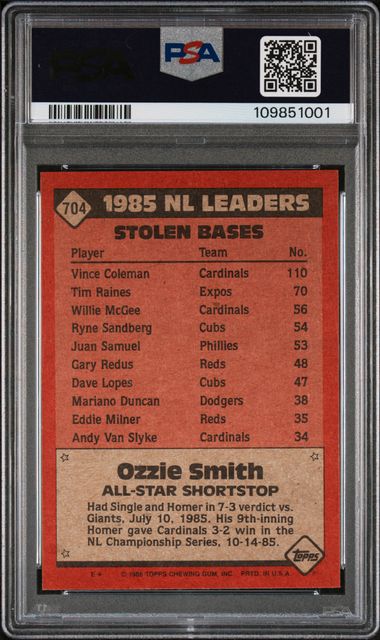 PSA
PSA
109851001
704 1985 NL LEADERS
STOLEN BASES
Player Team No.
Vince Coleman Cardinals 110
Tim Raines Expos 70
Willie McGee Cardinals 56
Ryne Sandberg Cubs 54
Juan Samuel Phillies 53
Gary Redus Reds 48
Dave Lopes Cubs 47
Mariano Duncan Dodgers 38
Eddie Milner Reds 35
Andy Van Slyke Cardinals 34
Ozzie Smith
ALL-STAR SHORTSTOP
Had Single and Homer in 7-3 verdict vs.
Giants, July 10, 1985. His 9th-inning
Homer gave Cardinals 3-2 win in the
NL Championship Series, 10-14-85.
Topps
E* © 1986 TOPPS CHEWING GUM, INC. PRTD. IN U.S.A.